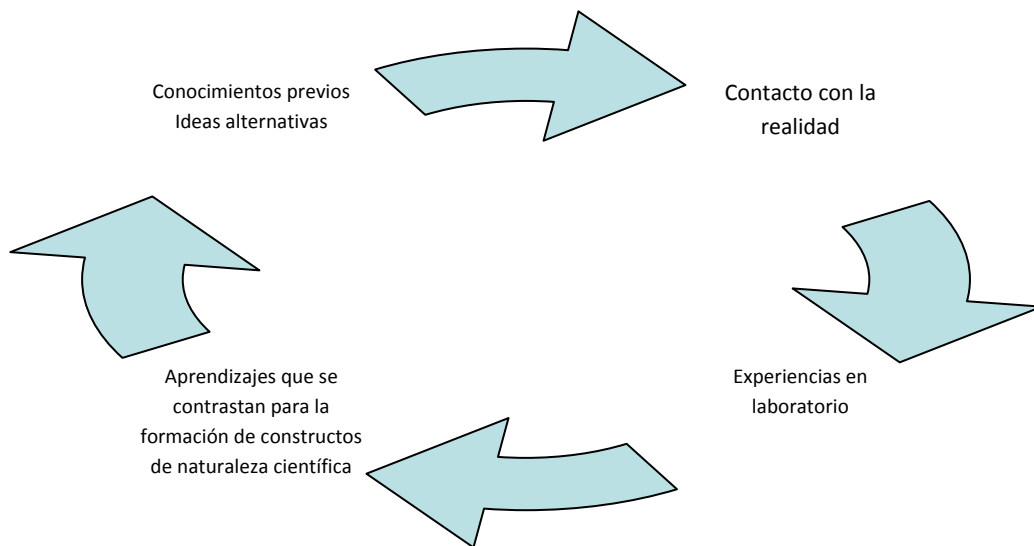 Conocimientos previos
Ideas alternativas
Contacto con la
realidad
Experiencias en
laboratorio
Aprendizajes que se
contrastan para la
formación de constructos
de naturaleza científica